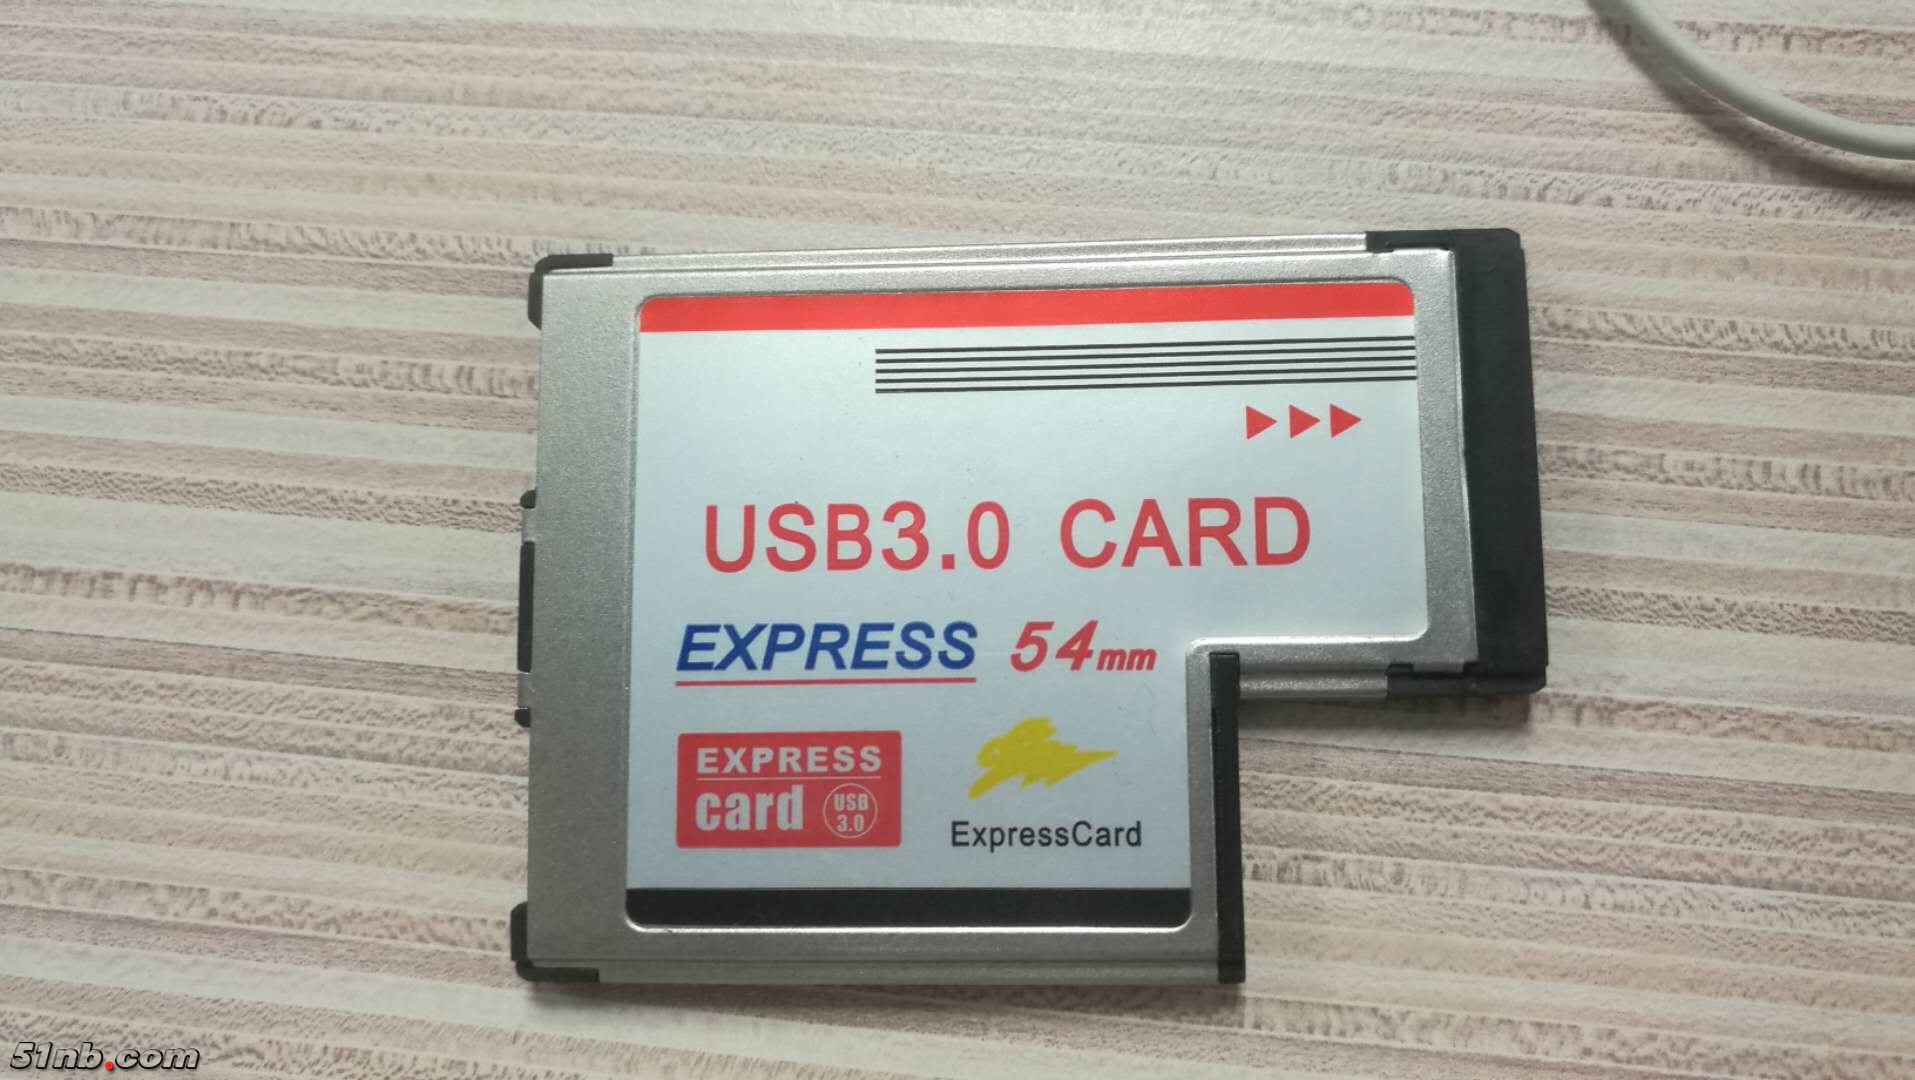 USB3.0 CARD
EXPRESS 54mm
EXPRESS
card USB 3.0
ExpressCard
51nb.com